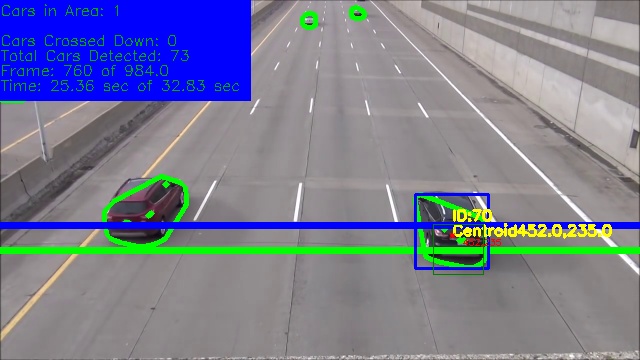 Cars in Area: 1
Cars Crossed Down: 0
Total Cars Detected: 73
Frame: 760 of 984.0
Time: 25.36 sec of 32.83 sec
ID:70
Centroid452.0,235.0